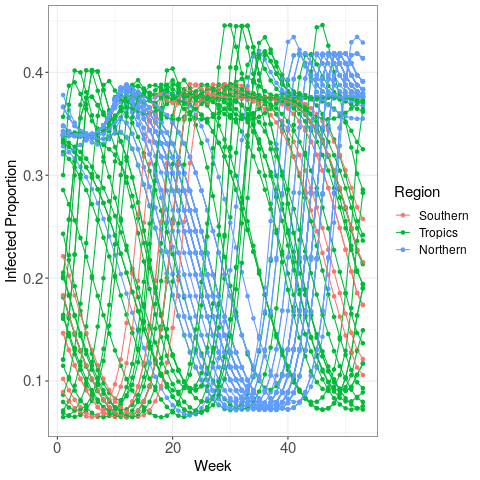 Infected Proportion
0.4
0.3
0.2
0.1
0
20
40
Week
Region
Southern
Tropics
Northern